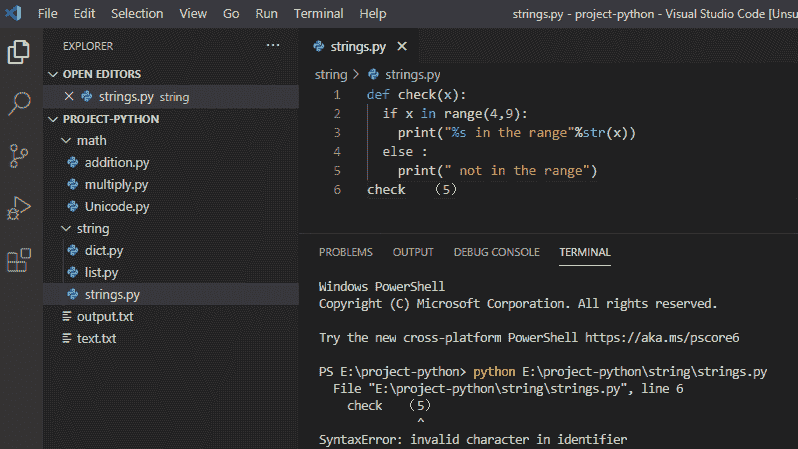 File Edit Selection View Go Run Terminal Help strings.py - project-python - Visual Studio Code [Unsu
EXPLORER ...
OPEN EDITORS
strings.py string
PROJECT-PYTHON
math
addition.py
multiply.py
Unicode.py
string
dict.py
list.py
strings.py
output.txt
text.txt
strings.py
string > strings.py
1 def check(x):
2 if x in range(4,9):
3 print("%s in the range"%str(x))
4 else :
5 print(" not in the range")
6 check （5）
PROBLEMS OUTPUT DEBUG CONSOLE TERMINAL
Windows PowerShell
Copyright (C) Microsoft Corporation. All rights reserved.
Try the new cross-platform PowerShell https://aka.ms/pscore6
PS E:\project-python> python E:\project-python\string\strings.py
File "E:\project-python\string\strings.py", line 6
check （5）
^
SyntaxError: invalid character in identifier